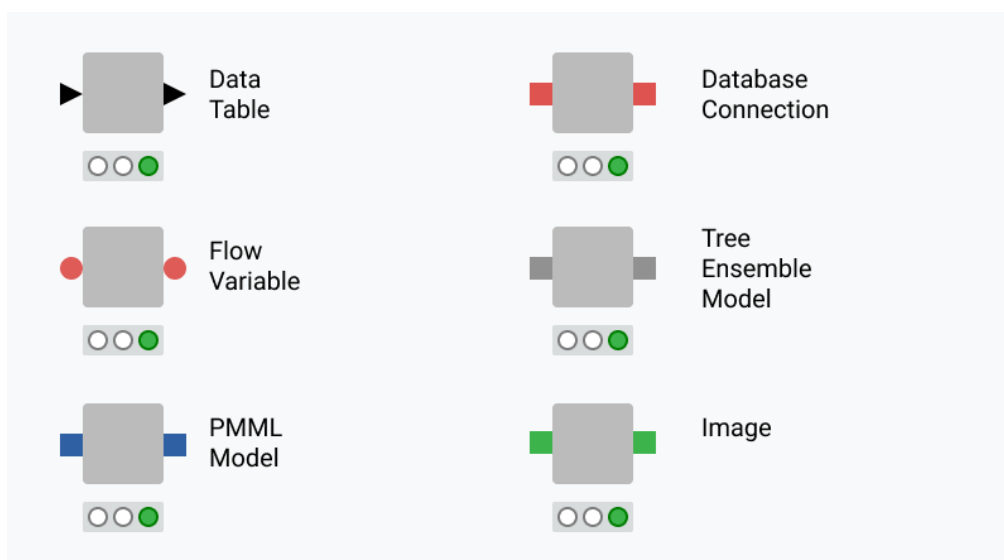 Data
Table
Database
Connection
Flow
Variable
Tree
Ensemble
Model
PMML
Model
Image